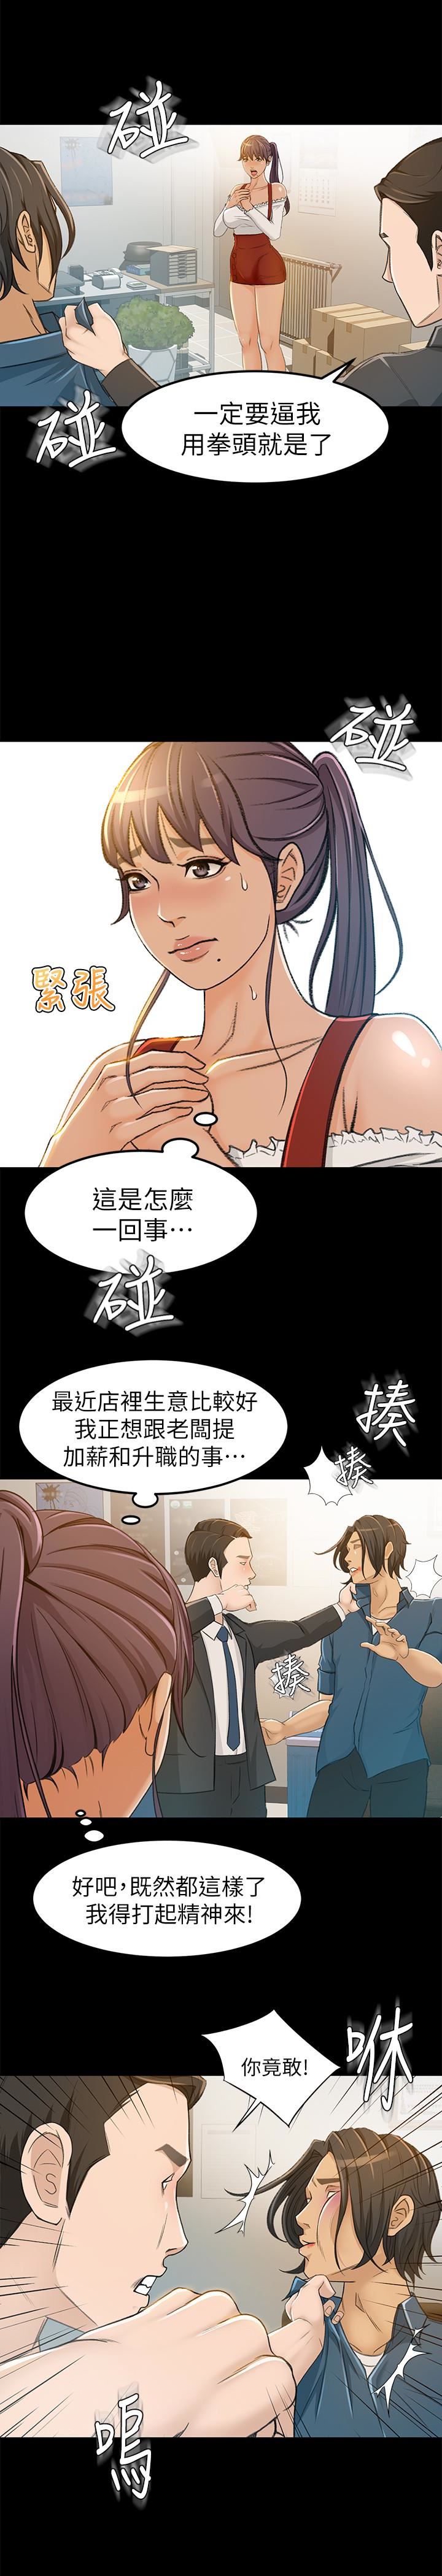 碰
碰
一定要逼我
用拳頭就是了
碰
緊張
這是怎麼
一回事…
碰
揍
最近店裡生意比較好
我正想跟老闆提
加薪和升職的事…
揍
揍
好吧，既然都這樣了
我得打起精神來！
咻
你竟敢！
嗚